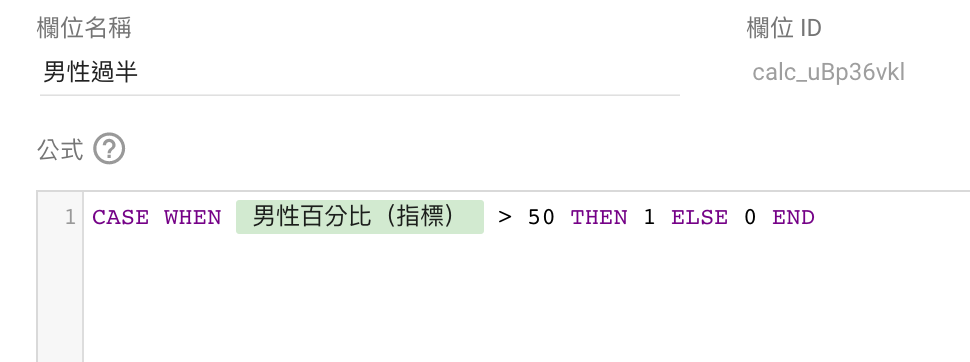 欄位名稱
欄位 ID
男性過半
calc_uBp36vkl
公式 ?
1 CASE WHEN 男性百分比（指標） > 50 THEN 1 ELSE 0 END